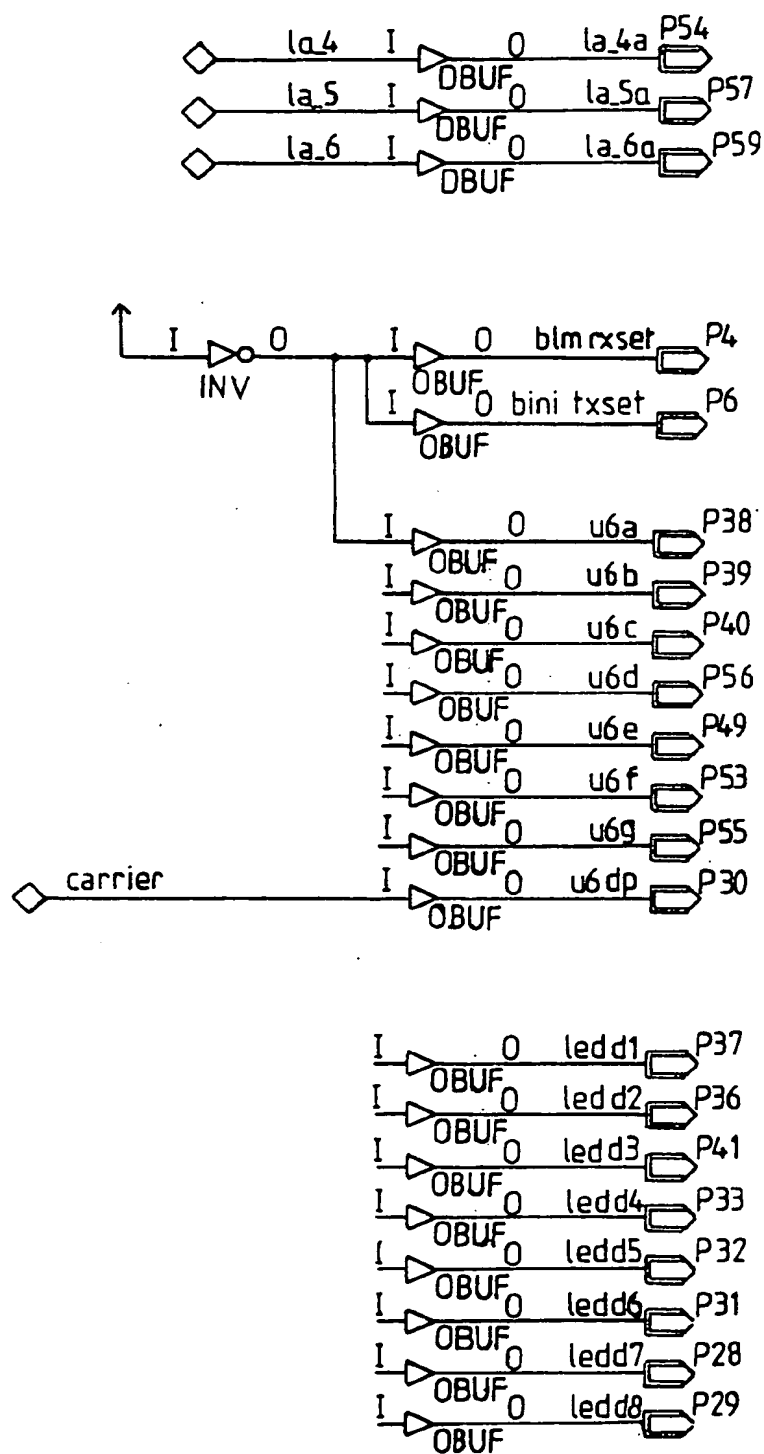 la_4 I O la_4a P54
OBUF
la_5 I O la_5a P57
OBUF
la_6 I O la_6a P59
OBUF
I O I O blm rxset P4
INV OBUF
I O bini txset P6
OBUF
I O u6a P38
OBUF
I O u6b P39
OBUF
I O u6c P40
OBUF
I O u6d P56
OBUF
I O u6e P49
OBUF
I O u6f P53
OBUF
I O u6g P55
OBUF
carrier I O u6dp P30
OBUF
I O ledd1 P37
OBUF
I O ledd2 P36
OBUF
I O ledd3 P41
OBUF
I O ledd4 P33
OBUF
I O ledd5 P32
OBUF
I O ledd6 P31
OBUF
I O ledd7 P28
OBUF
I O ledd8 P29
OBUF